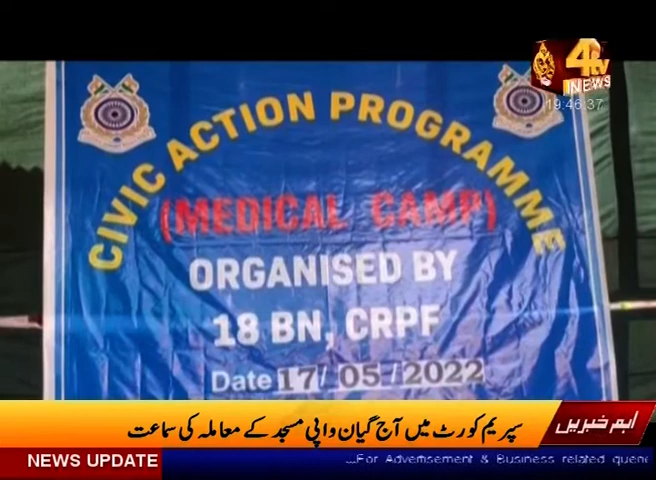 4tv
NEWS
19:46:37
CIVIC ACTION PROGRAMME
(MEDICAL CAMP)
ORGANISED BY
18 BN, CRPF
Date 17/05/2022
سپریم کورٹ میں آج گیان واپی مسجد کے معاملہ کی سماعت
اہم خبریں
NEWS UPDATE
...For Advertisement & Business related quer